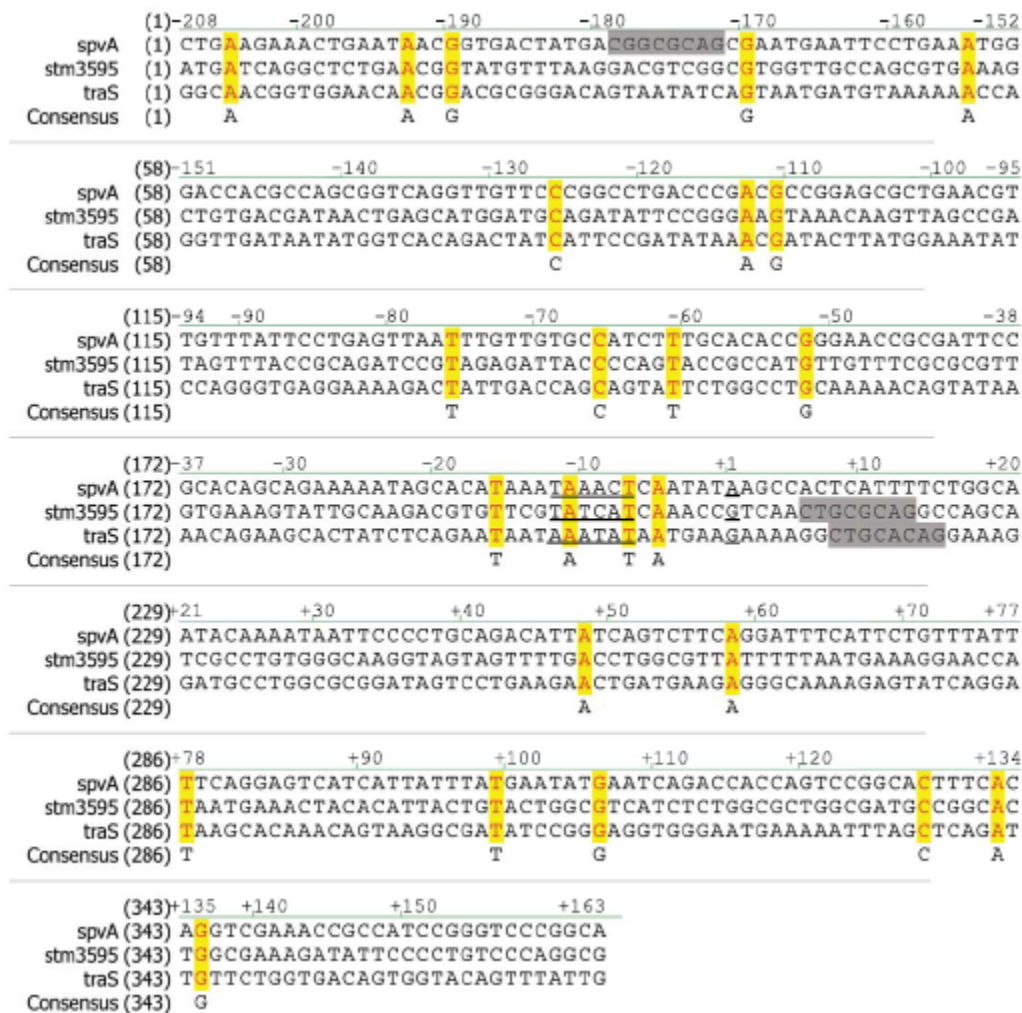 (1) -208 -200 -190 -180 -170 -160 -152
spvA (1) CTGAAGAAACTGAATAACGGTGACTATGACGGCGCAGCGAATGAATTCCTGAAATGG
stm3595 (1) ATGATCAGGCTCTGAACGGTATGTTTAAGGACGTCGGCGTGGTTGCCAGCGTGAAAG
traS (1) GGCAACGGTGGAACAACGGACGCGGGACAGTAATATCAGTAATGATGTAAAAAACCA
Consensus (1) A A G G A
(58) -151 -140 -130 -120 -110 -100 -95
spvA (58) GACCACGCCAGCGGTCAGGTTGTTCCCCGGCCTGACCCGACGCCGGAGCGCTGAACGT
stm3595 (58) CTGTGACGATAACTGAGCATGGATGCAGATATTCCGGGAAGTAAACAAGTTAGCCGA
traS (58) GGTTGATAATATGGTCACAGACTATCATTCCGATATAAACGATACTTATGGAAATAT
Consensus (58) C A G
(115) -94 -90 -80 -70 -60 -50 -38
spvA (115) TGTTTATTCCTGAGTTAATTTGTTGTGCCATCTTTGCACACCGGGAACCGCGATTCC
stm3595 (115) TAGTTTACCGCAGATCCGTAGAGATTACCCCAGTACCGCCATGTTGTTTCGCGCGTT
traS (115) CCAGGGTGAGGAAAAGACTATTGACCAGCCAGTATTCTGGCCTGCAAAAACAGTATAA
Consensus (115) T C T G
(172) -37 -30 -20 -10 +1 +10 +20
spvA (172) GCACAGCAGAAAAATAGCACATAAATAAACTCAATATAAGCCACTCATTTTCTGGCA
stm3595 (172) GTGAAAGCACTTAAGACGTGTTCGTATCATCAAACCGTCAACTGCGCAGGCCAGCA
traS (172) AACAGAAGCACTATCTCAGAATAATAAATATAATGAAGAAAAGGCTGCACAGGAAAG
Consensus (172) T A T A
(229) +21 +30 +40 +50 +60 +70 +77
spvA (229) ATACAAAATAATTCCCCTGCAGACATTATCAGTCTTCAGGATTTCATTCTGTTTATT
stm3595 (229) TCGCCTGTGGGCAAGGTAGTAGTTTTGACCTGGCGTTATTTTTAATGAAAGGAACCA
traS (229) GATGCCTGGCGCGGATAGTCCTGAAGAACTGATGAAGAGGGCAAAAGAGTATCAGGA
Consensus (229) A A
(286) +78 +90 +100 +110 +120 +134
spvA (286) TTCAGGAGTCATCATTATTTATGAATATGAATCAGACCACCAGTCCGGCACTTTCAC
stm3595 (286) TAATGAAACTACACATTACTGTACTGGCGTCATCTCTGGCGCTGGCGATGCCGGCAC
traS (286) TAAGCACAAACAGTAAGGCGATATCCGGGAGGTGGGAATGAAAAATTTAGCTCAGAT
Consensus (286) T T G C A
(343) +135 +140 +150 +163
spvA (343) AGGTCGAAACCGCCATCCGGGTCCCGGCA
stm3595 (343) TGGCGAAAGATATTCCCCTGTCCCAGGCG
traS (343) TGTTCTGGTGACAGTGGTACAGTTTATTG
Consensus (343) G